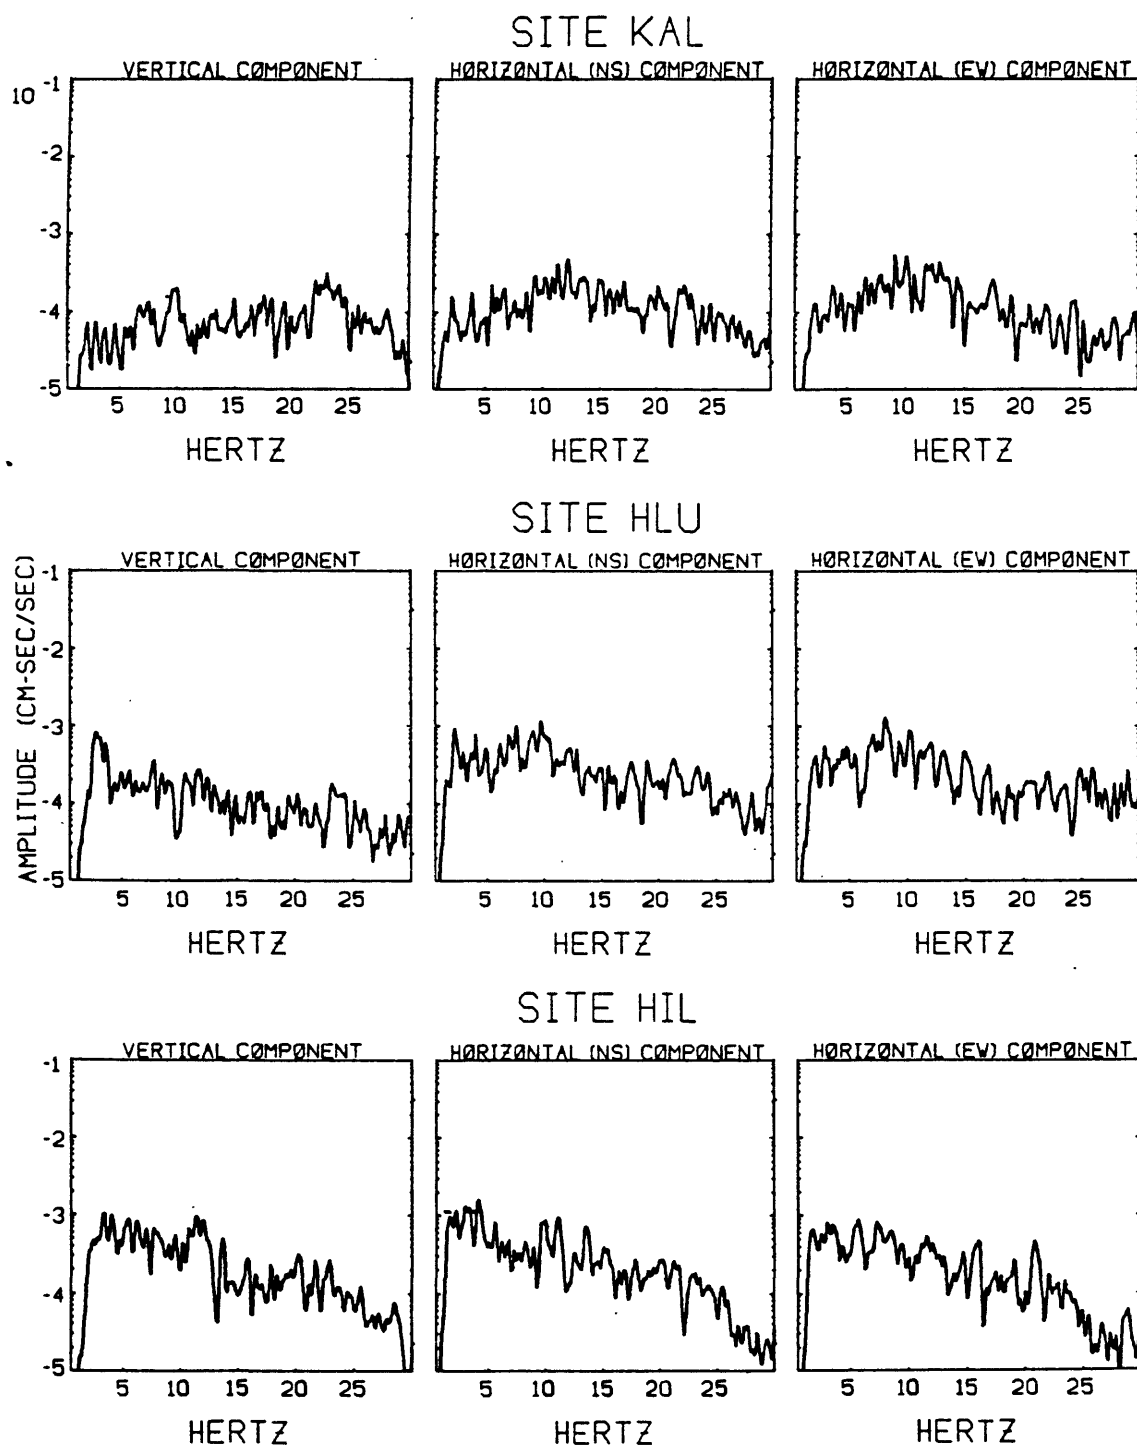 SITE KAL
VERTICAL CØMPØNENT HØRIZØNTAL (NS) CØMPØNENT HØRIZØNTAL (EW) CØMPØNENT
10 -1
-2
-3
-4
-5
5 10 15 20 25 5 10 15 20 25 5 10 15 20 25
HERTZ HERTZ HERTZ
SITE HLU
VERTICAL CØMPØNENT HØRIZØNTAL (NS) CØMPØNENT HØRIZØNTAL (EW) CØMPØNENT
AMPLITUDE (CM-SEC/SEC)
-1
-2
-3
-4
-5
5 10 15 20 25 5 10 15 20 25 5 10 15 20 25
HERTZ HERTZ HERTZ
SITE HIL
VERTICAL CØMPØNENT HØRIZØNTAL (NS) CØMPØNENT HØRIZØNTAL (EW) CØMPØNENT
-1
-2
-3
-4
-5
5 10 15 20 25 5 10 15 20 25 5 10 15 20 25
HERTZ HERTZ HERTZ